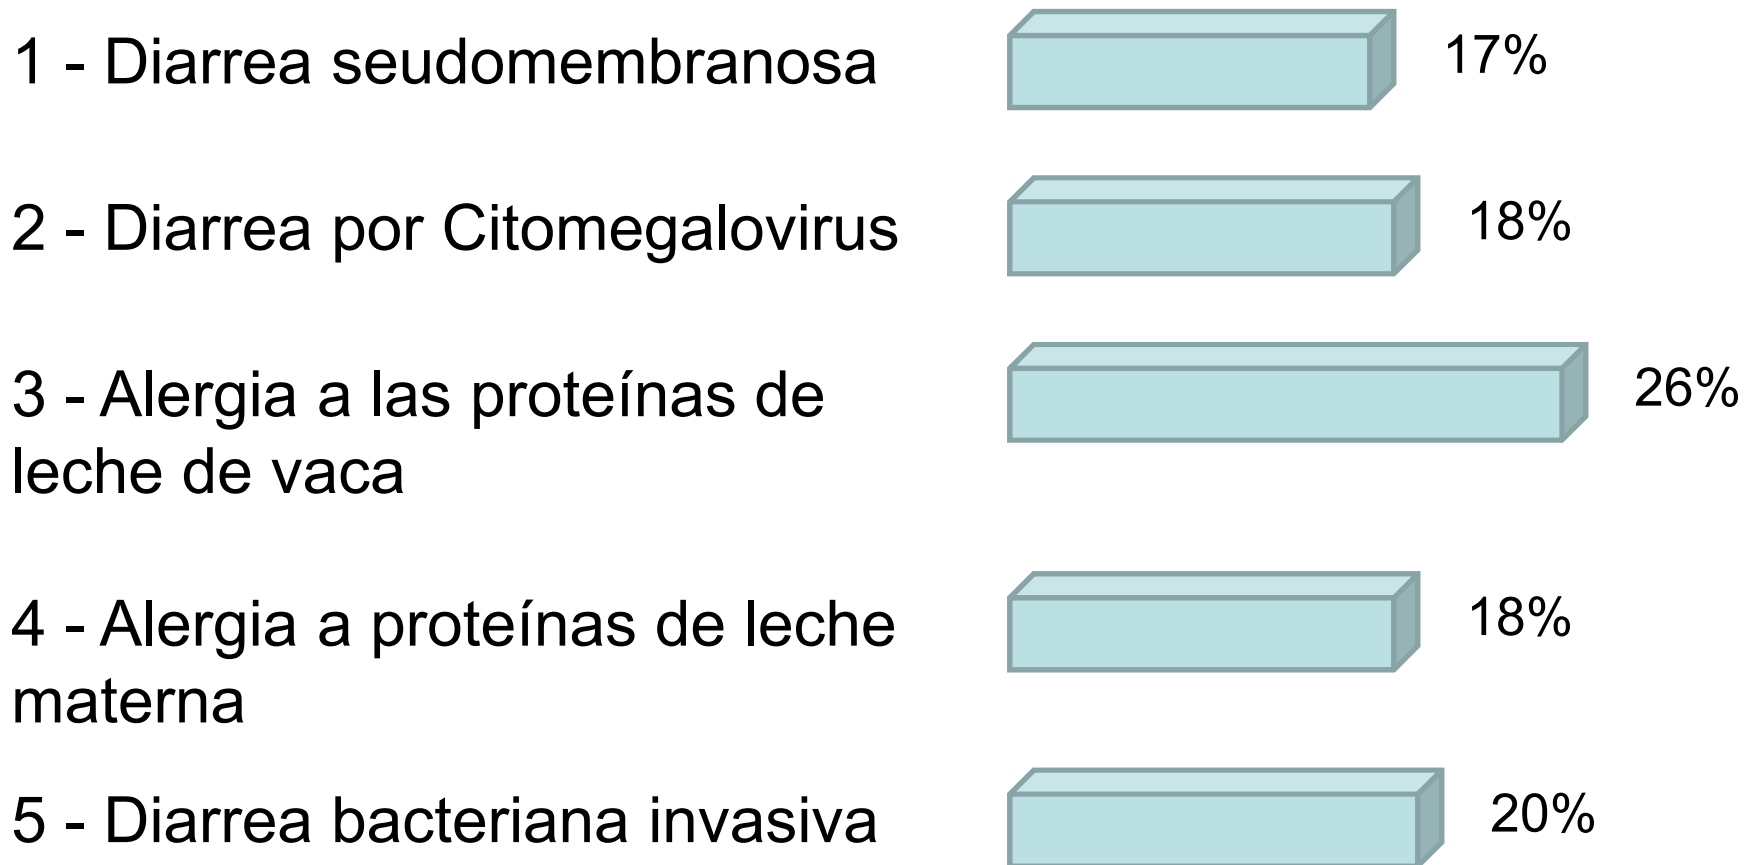 1 - Diarrea seudomembranosa 17%
2 - Diarrea por Citomegalovirus 18%
3 - Alergia a las proteínas de 26%
leche de vaca
4 - Alergia a proteínas de leche 18%
materna
5 - Diarrea bacteriana invasiva 20%